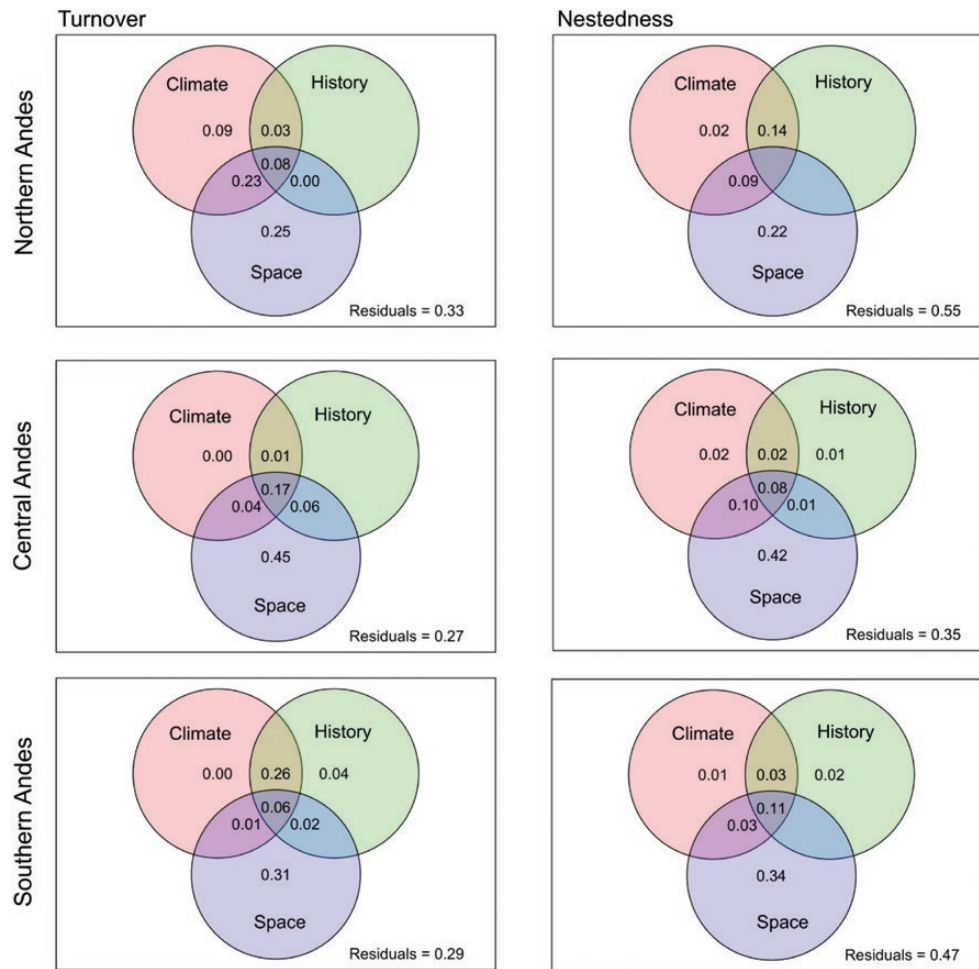 Turnover
Nestedness
Northern Andes
Climate History
0.09 0.03
0.08
0.23 0.00
0.25
Space
Residuals = 0.33
Climate History
0.02 0.14
0.09
0.22
Space
Residuals = 0.55
Central Andes
Climate History
0.00 0.01
0.17
0.04 0.06
0.45
Space
Residuals = 0.27
Climate History
0.02 0.02 0.01
0.08
0.10 0.01
0.42
Space
Residuals = 0.35
Southern Andes
Climate History
0.00 0.26 0.04
0.06
0.01 0.02
0.31
Space
Residuals = 0.29
Climate History
0.01 0.03 0.02
0.11
0.03
0.34
Space
Residuals = 0.47